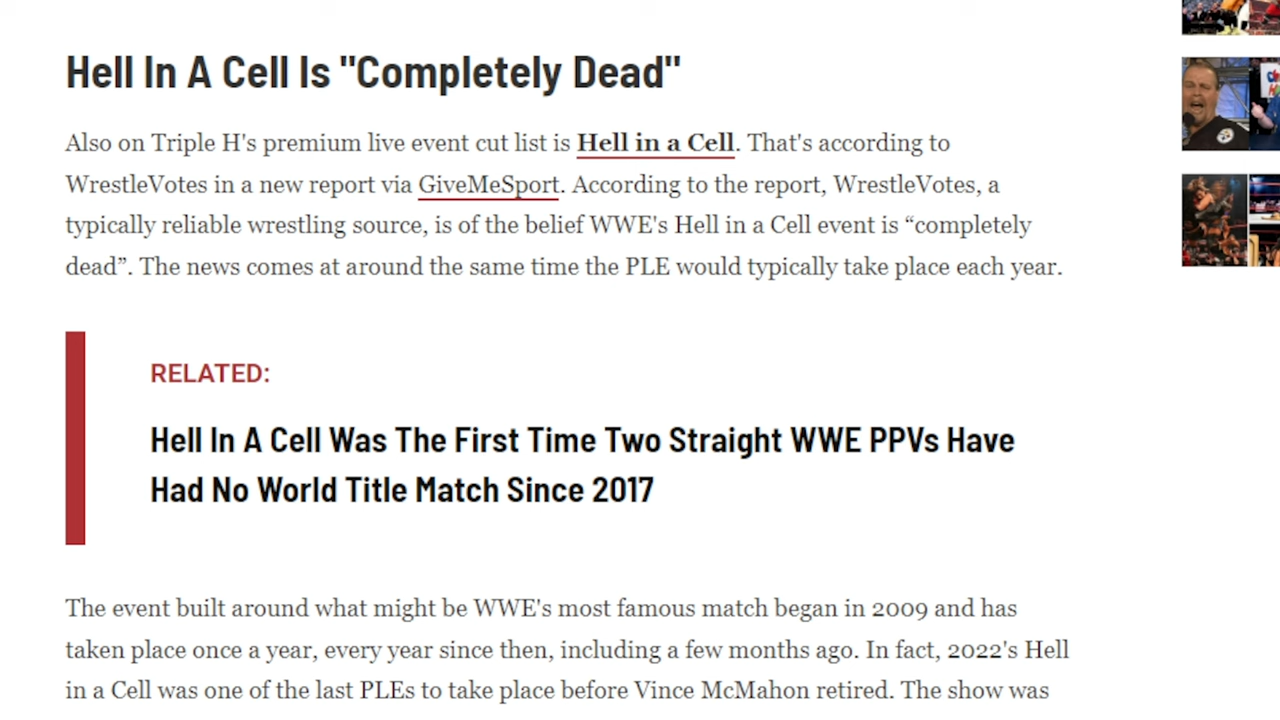 Hell In A Cell Is "Completely Dead"
Also on Triple H's premium live event cut list is Hell in a Cell. That's according to
WrestleVotes in a new report via GiveMeSport. According to the report, WrestleVotes, a
typically reliable wrestling source, is of the belief WWE's Hell in a Cell event is “completely
dead”. The news comes at around the same time the PLE would typically take place each year.
RELATED:
Hell In A Cell Was The First Time Two Straight WWE PPVs Have
Had No World Title Match Since 2017
The event built around what might be WWE's most famous match began in 2009 and has
taken place once a year, every year since then, including a few months ago. In fact, 2022's Hell
in a Cell was one of the last PLEs to take place before Vince McMahon retired. The show was